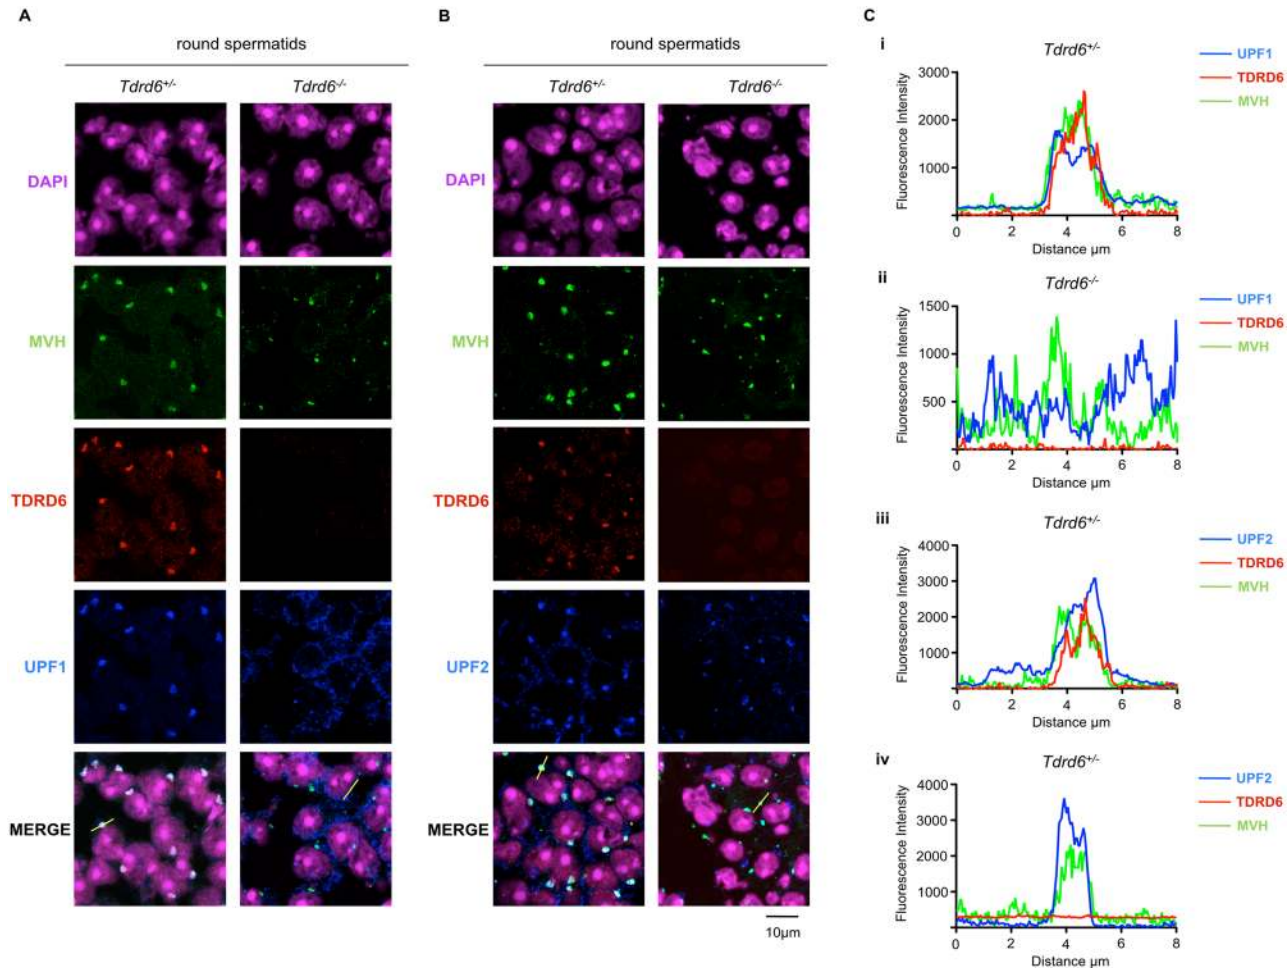 A
round spermatids
Tdrd6+/-
Tdrd6-/-
DAPI
MVH
TDRD6
UPF1
MERGE
B
round spermatids
Tdrd6+/-
Tdrd6-/-
DAPI
MVH
TDRD6
UPF2
MERGE
10µm
C
i
Tdrd6+/-
UPF1
TDRD6
MVH
Fluorescence Intensity
3000
2000
1000
0 2 4 6 8
Distance µm
ii
Tdrd6-/-
UPF1
TDRD6
MVH
Fluorescence Intensity
1500
1000
500
0 2 4 6 8
Distance µm
iii
Tdrd6+/-
UPF2
TDRD6
MVH
Fluorescence Intensity
4000
3000
2000
1000
0 2 4 6 8
Distance µm
iv
Tdrd6+/-
UPF2
TDRD6
MVH
Fluorescence Intensity
4000
3000
2000
1000
0 2 4 6 8
Distance µm